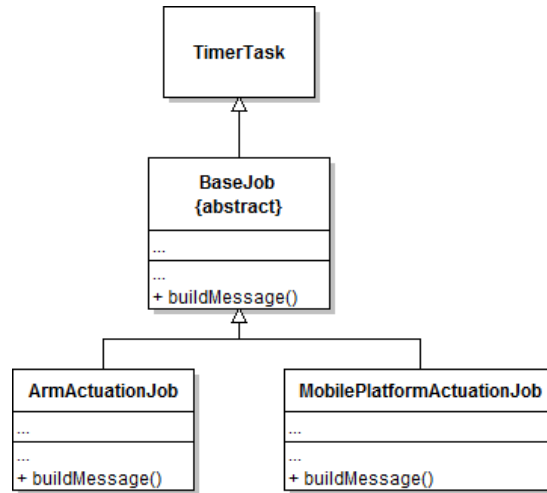 TimerTask
BaseJob
{abstract}
...
...
+ buildMessage()
ArmActuationJob
...
...
+ buildMessage()
MobilePlatformActuationJob
...
...
+ buildMessage()